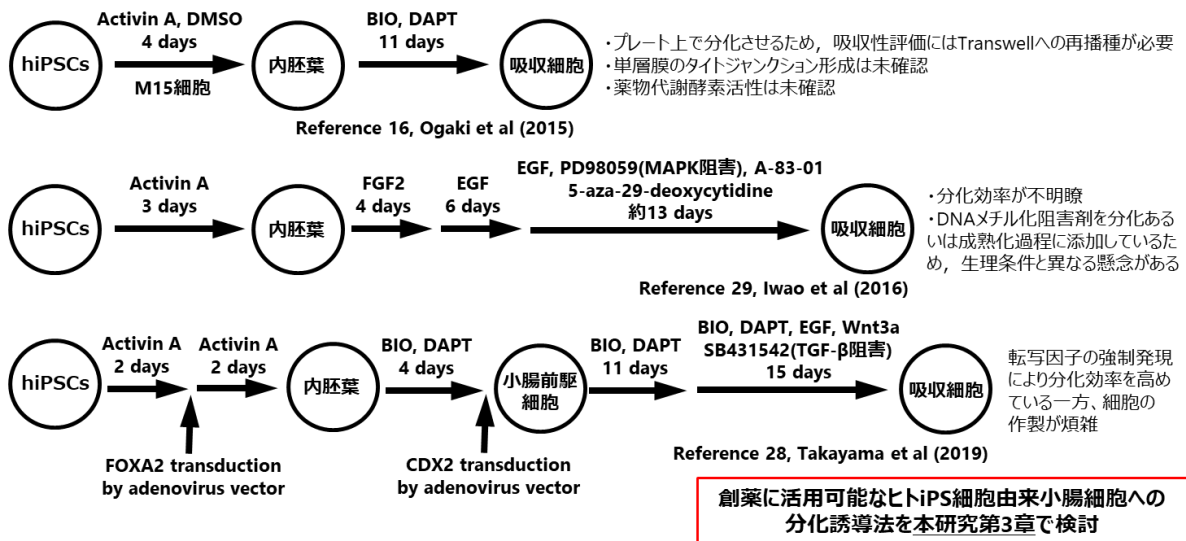 Activin A, DMSO
4 days
BIO, DAPT
11 days
hiPSCs
内胚葉
吸収細胞
M15細胞
・プレート上で分化させるため，吸収性評価にはTranswellへの再播種が必要
・単層膜のタイトジャンクション形成は未確認
・薬物代謝酵素活性は未確認
Reference 16, Ogaki et al (2015)
Activin A
3 days
FGF2
4 days
EGF
6 days
EGF, PD98059(MAPK阻害), A-83-01
5-aza-29-deoxycytidine
約13 days
hiPSCs
内胚葉
吸収細胞
・分化効率が不明瞭
・DNAメチル化阻害剤を分化ある
いは成熟化過程に添加しているた
め，生理条件と異なる懸念がある
Reference 29, Iwao et al (2016)
Activin A
2 days
Activin A
2 days
BIO, DAPT
4 days
BIO, DAPT
11 days
BIO, DAPT, EGF, Wnt3a
SB431542(TGF-β阻害)
15 days
hiPSCs
内胚葉
小腸前駆
細胞
吸収細胞
転写因子の強制発現
により分化効率を高め
ている一方、細胞の
作製が煩雑
FOXA2 transduction
by adenovirus vector
CDX2 transduction
by adenovirus vector
Reference 28, Takayama et al (2019)
創薬に活用可能なヒトiPS細胞由来小腸細胞への
分化誘導法を本研究第3章で検討